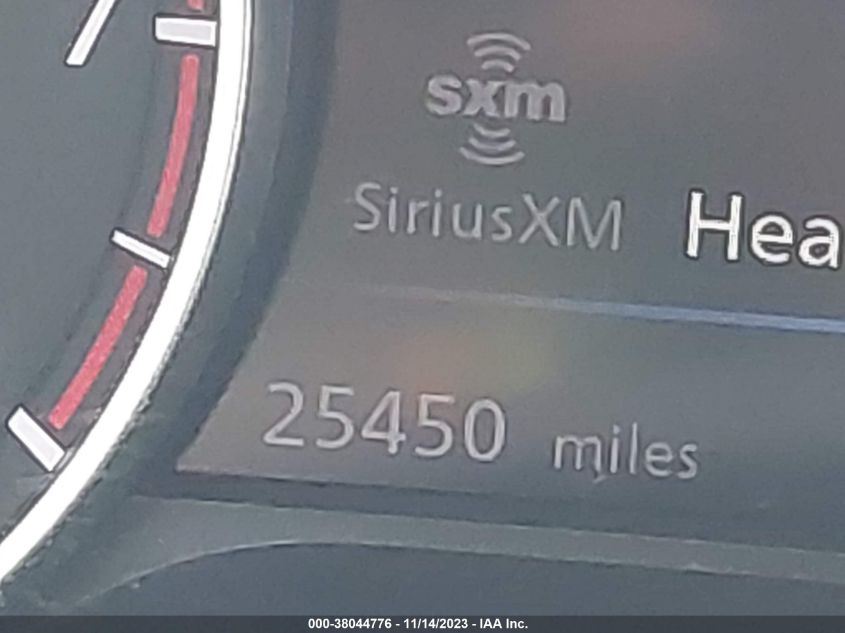 sxm
SiriusXM Hea
25450 miles
000-38044776 - 11/14/2023 - IAA Inc.